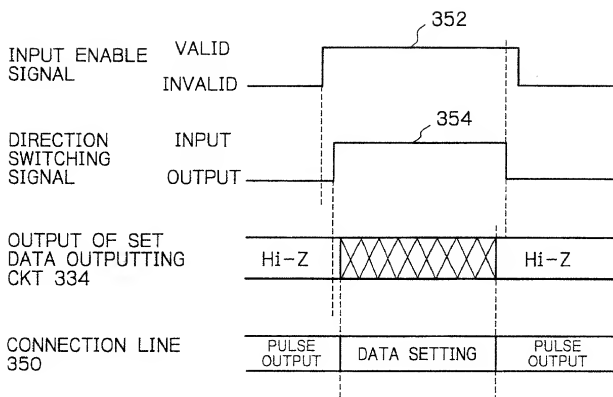 352
INPUT ENABLE
SIGNAL
VALID
INVALID
354
DIRECTION
SWITCHING
SIGNAL
INPUT
OUTPUT
OUTPUT OF SET
DATA OUTPUTTING
CKT 334
Hi-Z
Hi-Z
CONNECTION LINE
350
PULSE
OUTPUT
DATA SETTING
PULSE
OUTPUT